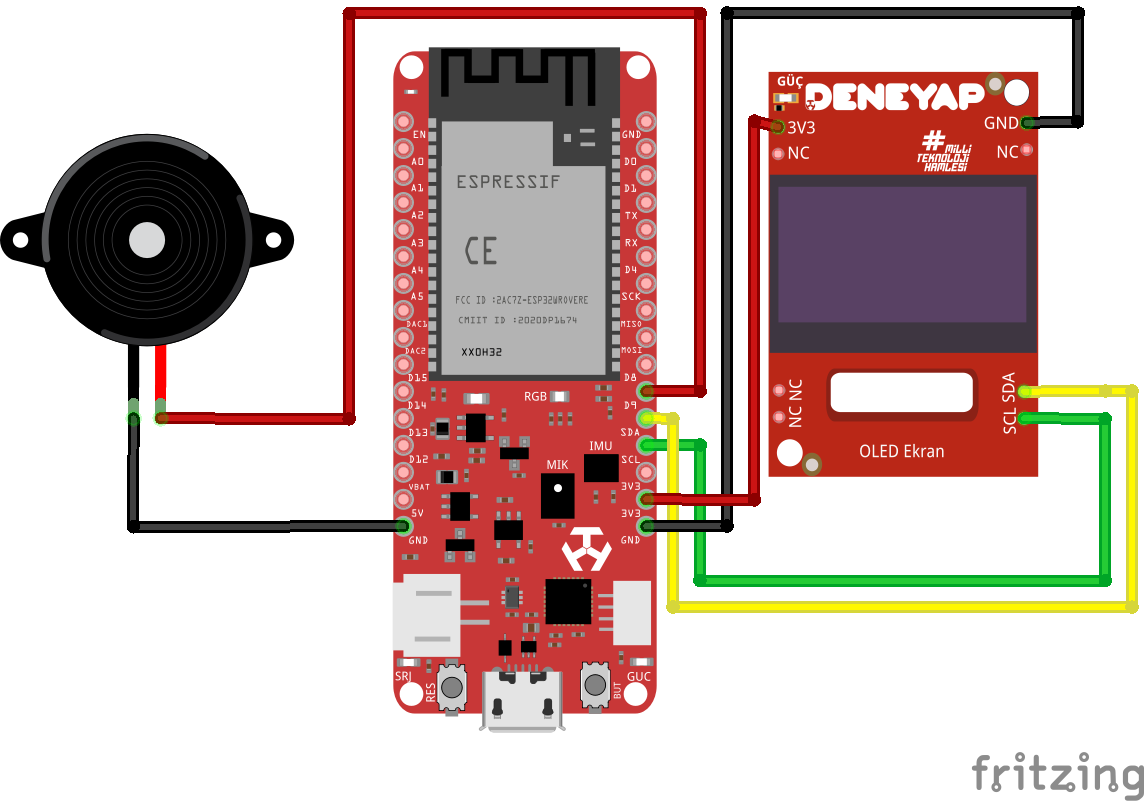 EN
A0
A1
A2
A3
A4
A5
DAC1
DAC2
D15
D14
D13
D12
VBAT
5V
GND
ESPRESSIF
CE
FCC ID :2AC7Z-ESP32WROVERE
CMIIT ID :2020DP1674
XX0H32
GND
D0
D1
TX
RX
D4
SCK
MISO
MOSI
D8
D9
SDA
SCL
3V3
3V3
GND
RGB
IMU
MIK
SRJ
RES
BUT
GUC
GÜÇ
DENEYAP
3V3
GND
NC
NC
#MİLLİ
TEKNOLOJİ
HAMLESİ
NC NC
SCL SDA
OLED Ekran
fritzing